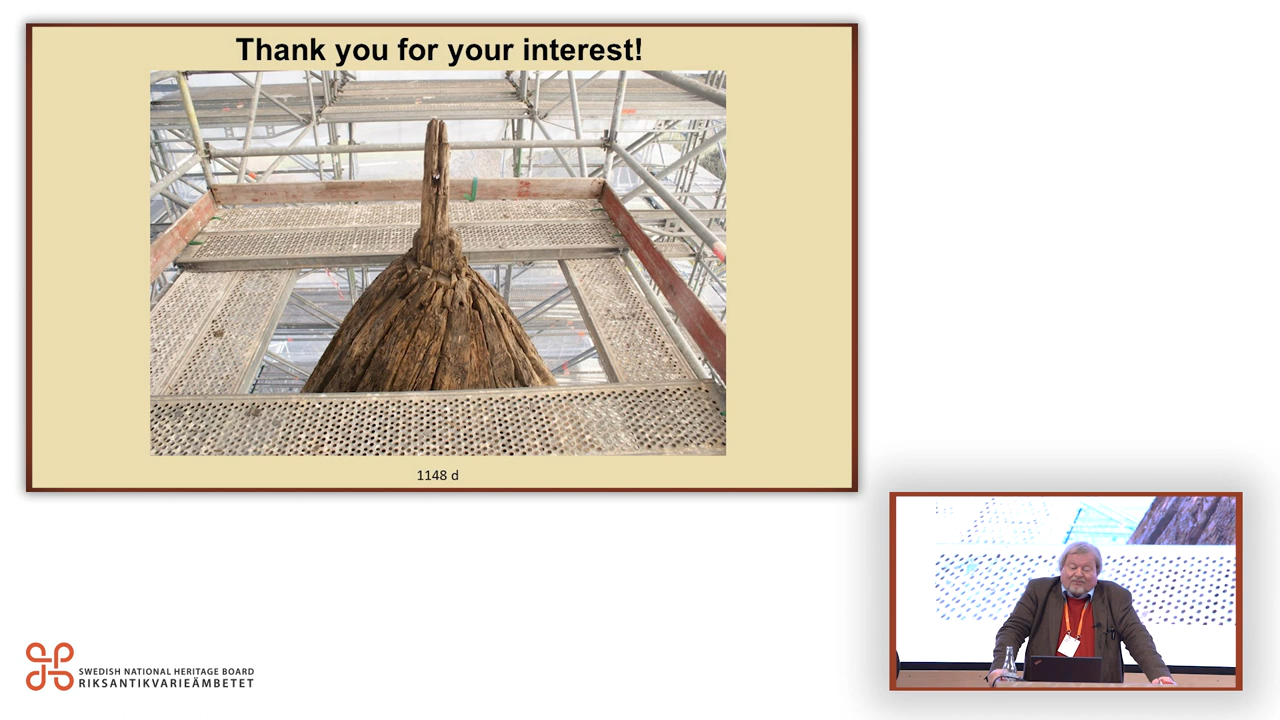 Thank you for your interest!
1148 d
SWEDISH NATIONAL HERITAGE BOARD
RIKSANTIKVARIEÄMBETET